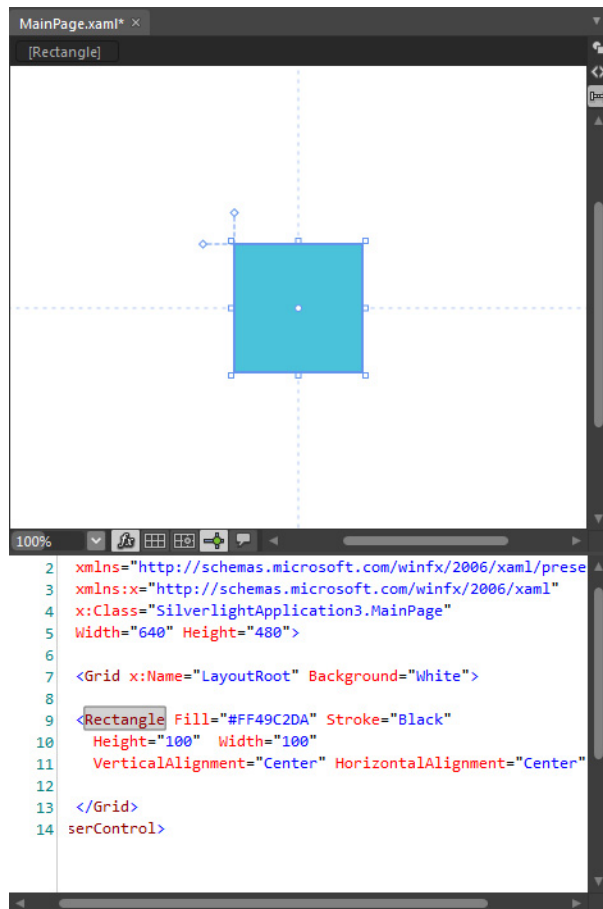 MainPage.xaml* ×
[Rectangle]
100%
2 xmlns="http://schemas.microsoft.com/winfx/2006/xaml/prese
3 xmlns:x="http://schemas.microsoft.com/winfx/2006/xaml"
4 x:Class="SilverlightApplication3.MainPage"
5 Width="640" Height="480">
6
7 <Grid x:Name="LayoutRoot" Background="White">
8
9 <Rectangle Fill="#FF49C2DA" Stroke="Black"
10 Height="100" Width="100"
11 VerticalAlignment="Center" HorizontalAlignment="Center"
12
13 </Grid>
14 serControl>